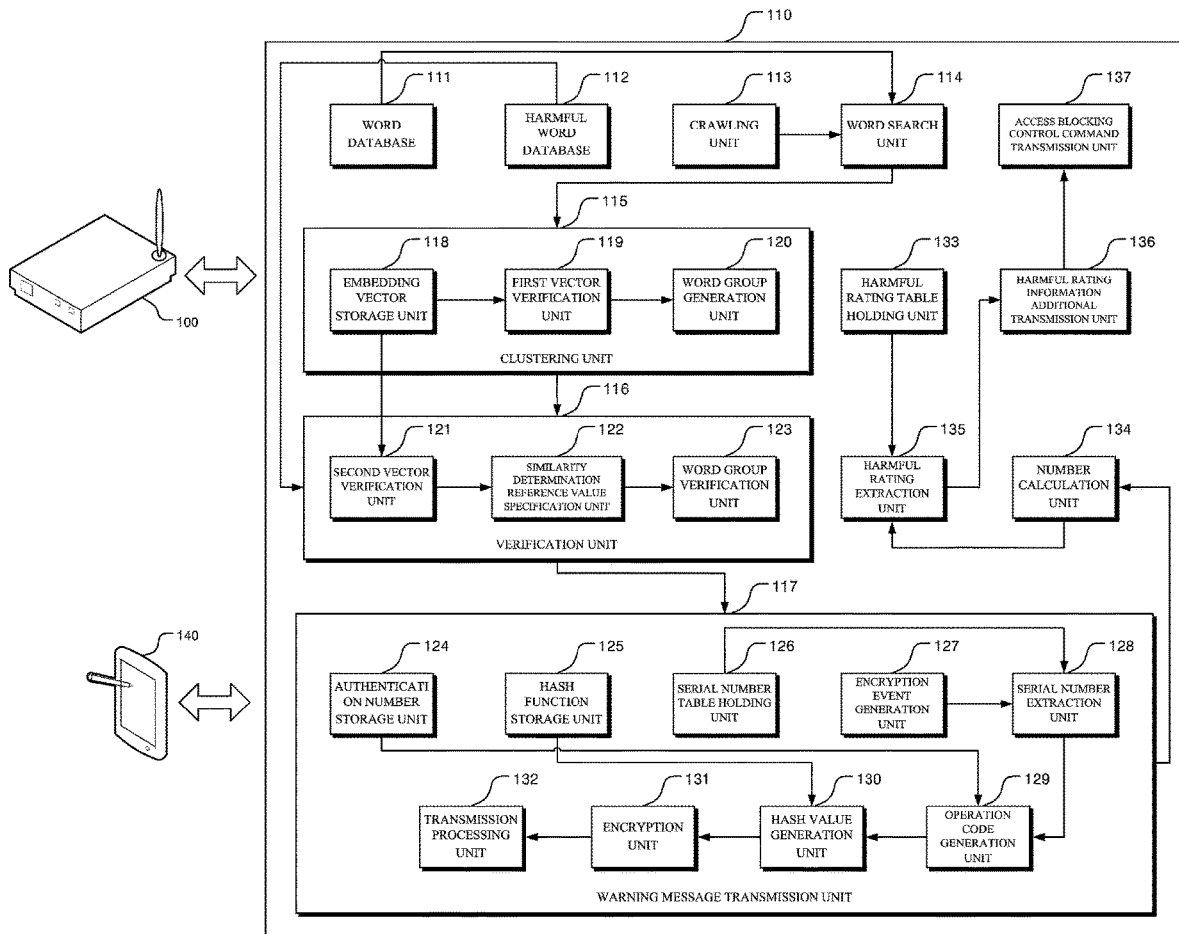 110
111
112
113
114
137
WORD
DATABASE
HARMFUL
WORD
DATABASE
CRAWLING
UNIT
WORD SEARCH
UNIT
ACCESS BLOCKING
CONTROL COMMAND
TRANSMISSION UNIT
115
118
119
120
133
136
EMBEDDING
VECTOR
STORAGE UNIT
FIRST VECTOR
VERIFICATION
UNIT
WORD GROUP
GENERATION UNIT
HARMFUL
RATING TABLE
HOLDING UNIT
HARMFUL RATING
INFORMATION
ADDITIONAL
TRANSMISSION UNIT
100
CLUSTERING UNIT
116
121
122
123
135
134
SECOND VECTOR
VERIFICATION
UNIT
SIMILARITY
DETERMINATION
REFERENCE VALUE
SPECIFICATION UNIT
WORD GROUP
VERIFICATION
UNIT
HARMFUL
RATING
EXTRACTION
UNIT
NUMBER
CALCULATION
UNIT
VERIFICATION UNIT
117
140
124
125
126
127
128
AUTHENTICATI
ON NUMBER
STORAGE UNIT
HASH
FUNCTION
STORAGE UNIT
SERIAL NUMBER
TABLE HOLDING
UNIT
ENCRYPTION
EVENT
GENERATION
UNIT
SERIAL NUMBER
EXTRACTION
UNIT
132
131
130
129
TRANSMISSION
PROCESSING
UNIT
ENCRYPTION
UNIT
HASH VALUE
GENERATION
UNIT
OPERATION
CODE
GENERATION
UNIT
WARNING MESSAGE TRANSMISSION UNIT